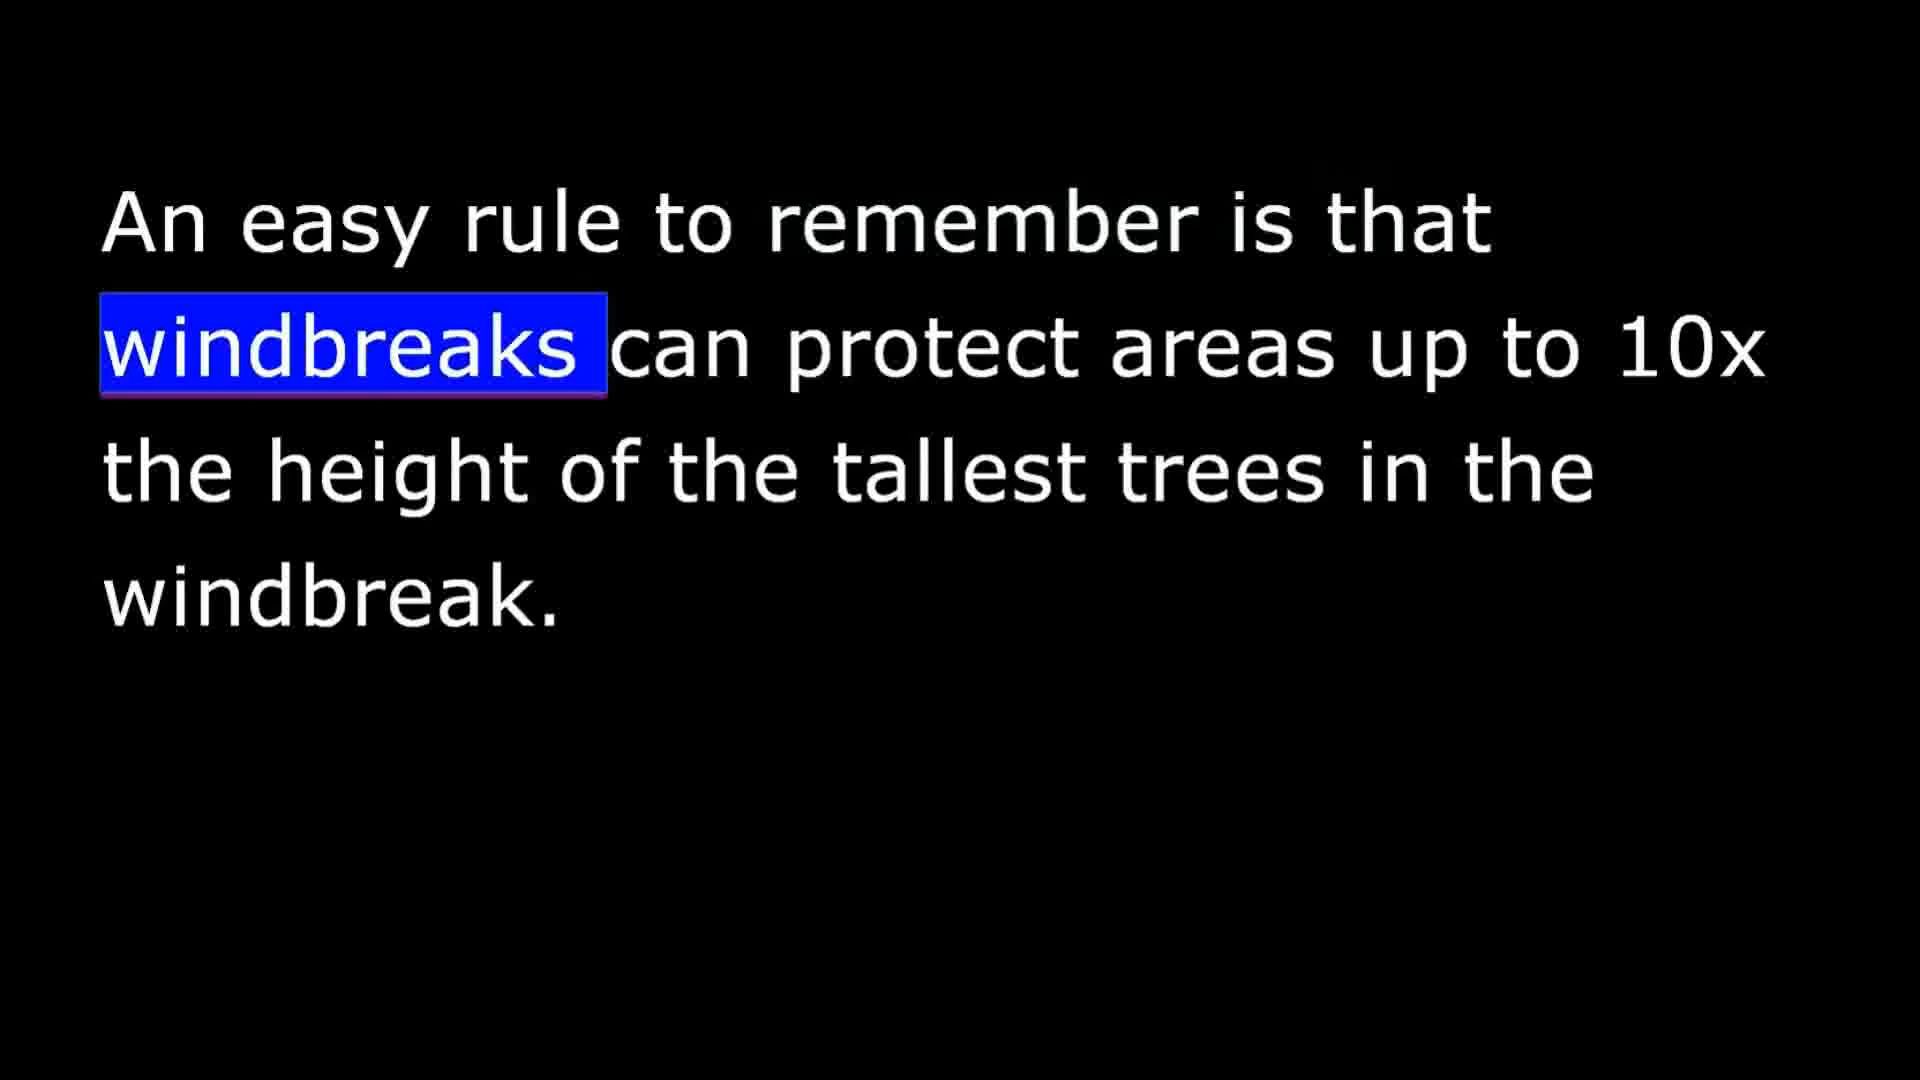 An easy rule to remember is that
windbreaks can protect areas up to 10x
the height of the tallest trees in the
windbreak.